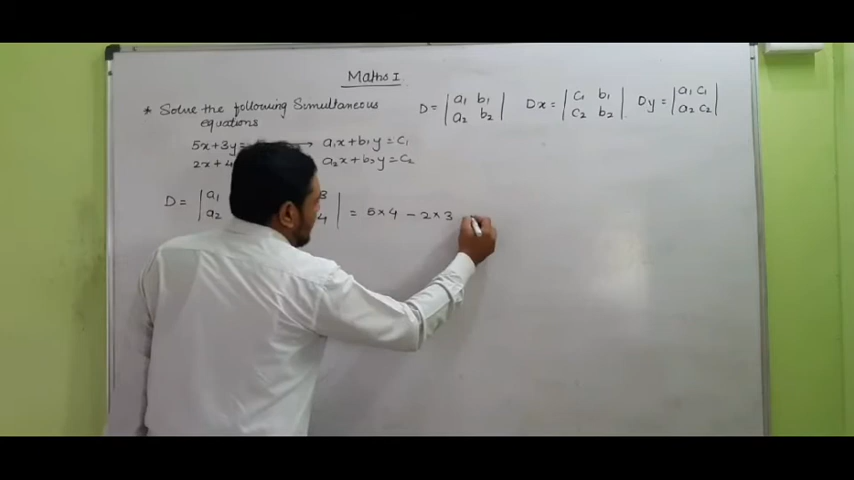 Maths I
* Solve the following Simultaneous equations
D = | a₁ b₁ | Dx = | c₁ b₁ | Dy = | a₁ c₁ |
| a₂ b₂ | | c₂ b₂ | | a₂ c₂ |
5x+3y= → a₁x + b₁y = c₁
2x+4 a₂x + b₂y = c₂
D = | a₁ 3 | = 5×4 − 2×3
| a₂ 4 |